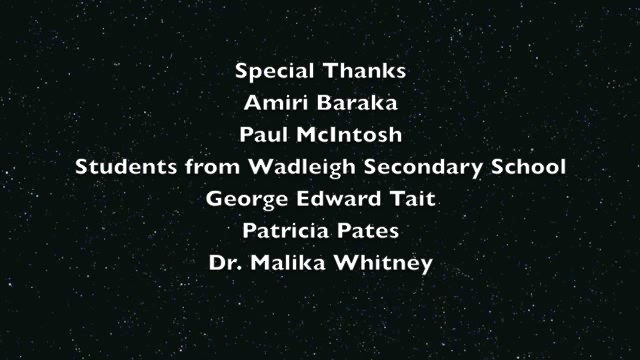 Special Thanks
Amiri Baraka
Paul McIntosh
Students from Wadleigh Secondary School
George Edward Tait
Patricia Pates
Dr. Malika Whitney